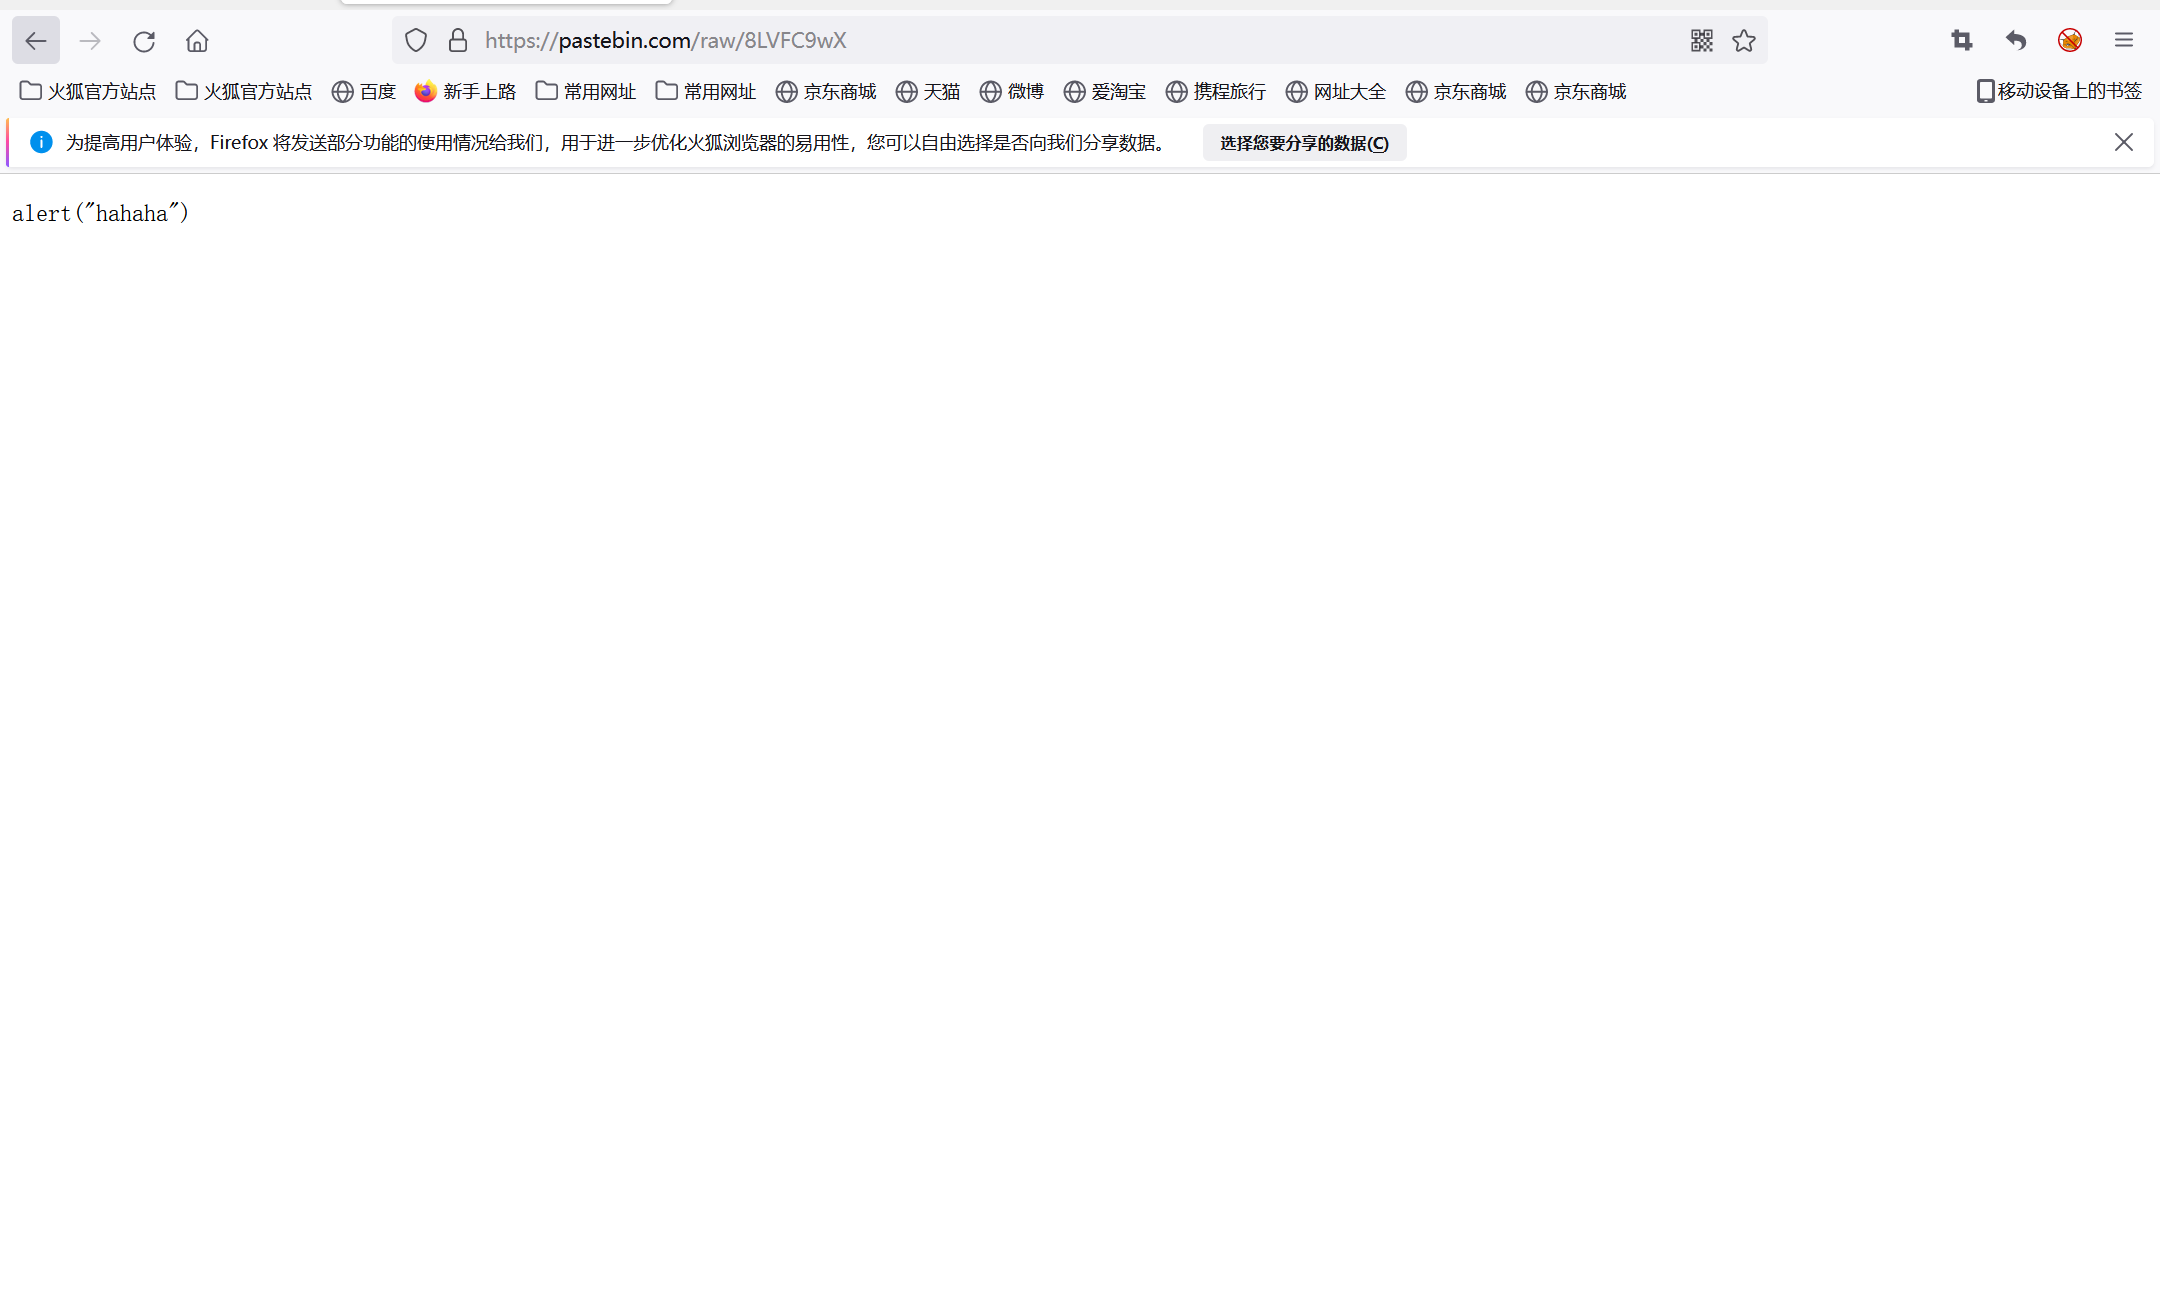 https://pastebin.com/raw/8LVFC9wX
火狐官方站点 火狐官方站点 百度 新手上路 常用网址 常用网址 京东商城 天猫 微博 爱淘宝 携程旅行 网址大全 京东商城 京东商城 移动设备上的书签
为提高用户体验，Firefox 将发送部分功能的使用情况给我们，用于进一步优化火狐浏览器的易用性，您可以自由选择是否向我们分享数据。 选择您要分享的数据(C)
alert("hahaha")